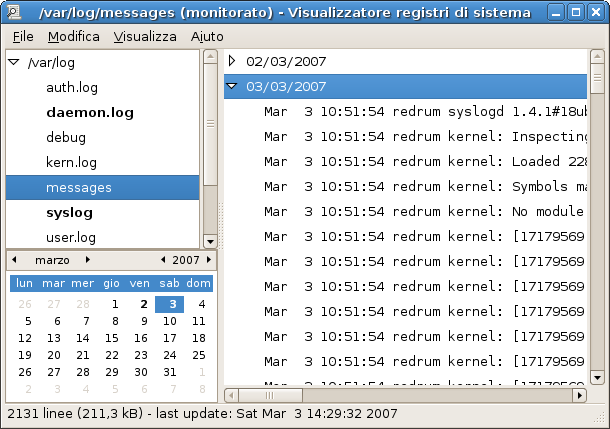 /var/log/messages (monitorato) - Visualizzatore registri di sistema
File Modifica Visualizza Aiuto
/var/log
auth.log
daemon.log
debug
kern.log
messages
syslog
user.log
marzo 2007
lun mar mer gio ven sab dom
26 27 28 1 2 3 4
5 6 7 8 9 10 11
12 13 14 15 16 17 18
19 20 21 22 23 24 25
26 27 28 29 30 31 1
2 3 4 5 6 7 8
02/03/2007
03/03/2007
Mar  3 10:51:54 redrum syslogd 1.4.1#18ub
Mar  3 10:51:54 redrum kernel: Inspecting
Mar  3 10:51:54 redrum kernel: Loaded 228
Mar  3 10:51:54 redrum kernel: Symbols ma
Mar  3 10:51:54 redrum kernel: No module
Mar  3 10:51:54 redrum kernel: [17179569
Mar  3 10:51:54 redrum kernel: [17179569
Mar  3 10:51:54 redrum kernel: [17179569
Mar  3 10:51:54 redrum kernel: [17179569
Mar  3 10:51:54 redrum kernel: [17179569
Mar  3 10:51:54 redrum kernel: [17179569
Mar  3 10:51:54 redrum kernel: [17179569
2131 linee (211,3 kB) - last update: Sat Mar  3 14:29:32 2007